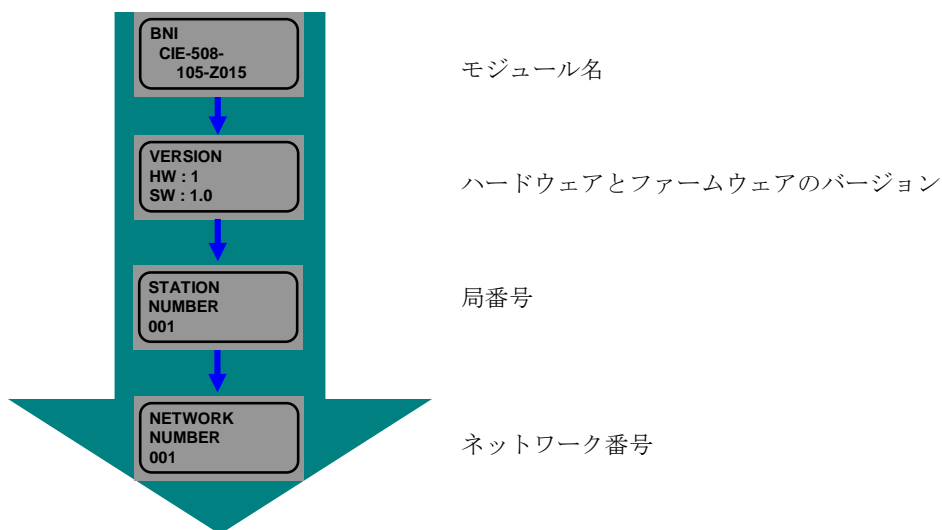 BNI
CIE-508-
105-Z015
モジュール名
VERSION
HW : 1
SW : 1.0
ハードウェアとファームウェアのバージョン
STATION
NUMBER
001
局番号
NETWORK
NUMBER
001
ネットワーク番号